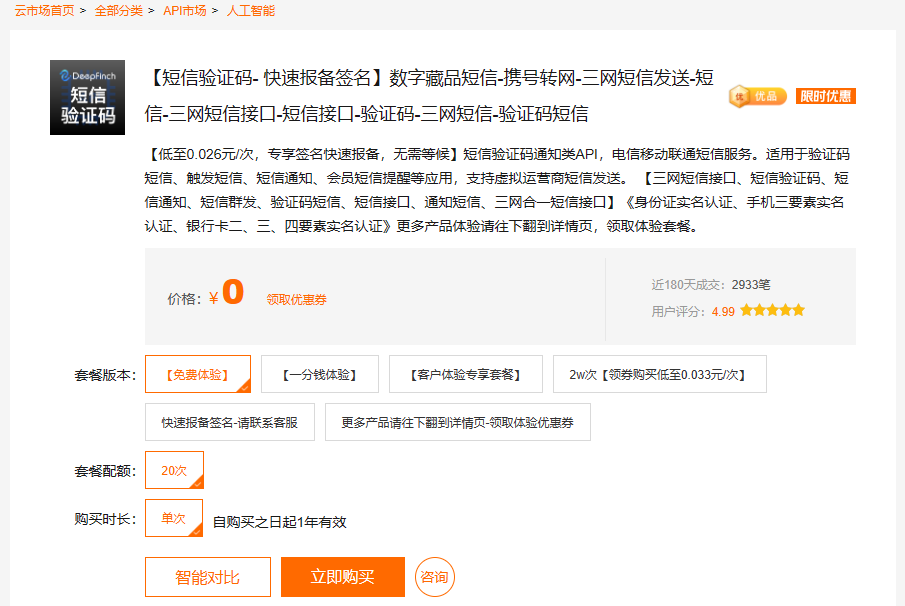 云市场首页 > 全部分类 > API市场 > 人工智能
DeepFinch
短信
验证码
【短信验证码- 快速报备签名】数字藏品短信-携号转网-三网短信发送-短
信-三网短信接口-短信接口-验证码-三网短信-验证码短信
优 优品
限时优惠
【低至0.026元/次，专享签名快速报备，无需等候】短信验证码通知类API，电信移动联通短信服务。适用于验证码
短信、触发短信、短信通知、会员短信提醒等应用，支持虚拟运营商短信发送。 【三网短信接口、短信验证码、短
信通知、短信群发、验证码短信、短信接口、通知短信、三网合一短信接口】《身份证实名认证、手机三要素实名
认证、银行卡二、三、四要素实名认证》更多产品体验请往下翻到详情页，领取体验套餐。
价格： ¥ 0 领取优惠券
近180天成交： 2933笔
用户评分： 4.99
套餐版本： 【免费体验】 【一分钱体验】 【客户体验专享套餐】 2w次【领券购买低至0.033元/次】
快速报备签名-请联系客服 更多产品请往下翻到详情页-领取体验优惠券
套餐配额： 20次
购买时长： 单次 自购买之日起1年有效
智能对比 立即购买 咨询